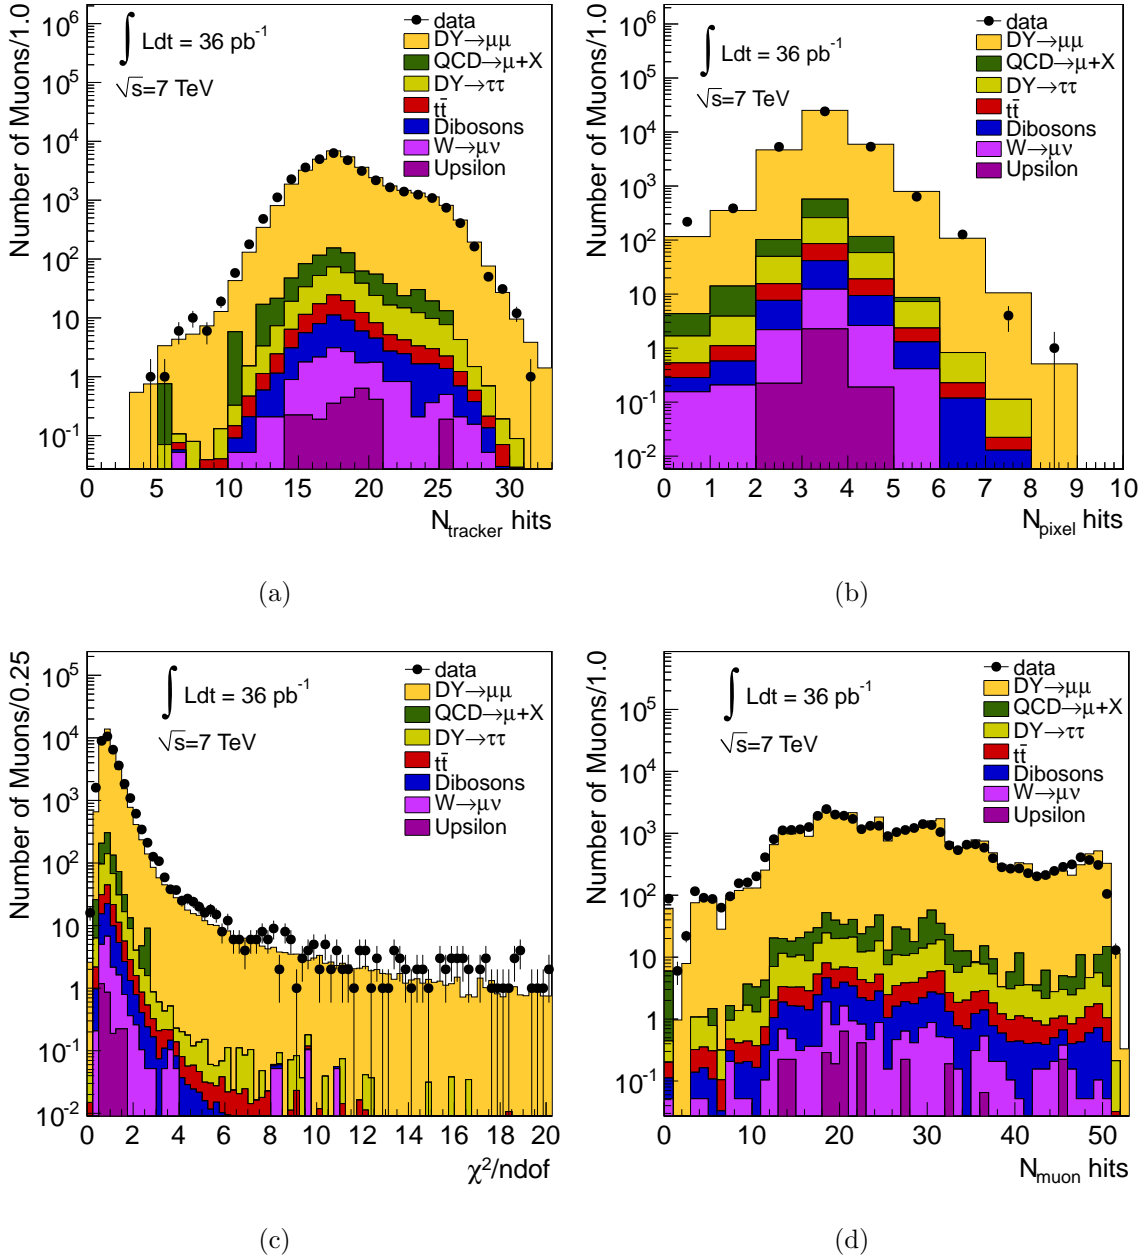 Number of Muons/1.0
10⁶
10⁵
10⁴
10³
10²
10
1
10⁻¹
∫ Ldt = 36 pb⁻¹
√s=7 TeV
data
DY→μμ
QCD→μ+X
DY→ττ
tt̄
Dibosons
W→μν
Upsilon
0 5 10 15 20 25 30
N_tracker hits
(a)
Number of Muons/1.0
10⁶
10⁵
10⁴
10³
10²
10
1
10⁻¹
10⁻²
∫ Ldt = 36 pb⁻¹
√s=7 TeV
data
DY→μμ
QCD→μ+X
DY→ττ
tt̄
Dibosons
W→μν
Upsilon
0 1 2 3 4 5 6 7 8 9 10
N_pixel hits
(b)
Number of Muons/0.25
10⁵
10⁴
10³
10²
10
1
10⁻¹
10⁻²
∫ Ldt = 36 pb⁻¹
√s=7 TeV
data
DY→μμ
QCD→μ+X
DY→ττ
tt̄
Dibosons
W→μν
Upsilon
0 2 4 6 8 10 12 14 16 18 20
χ²/ndof
(c)
Number of Muons/1.0
10⁵
10⁴
10³
10²
10
1
10⁻¹
∫ Ldt = 36 pb⁻¹
√s=7 TeV
data
DY→μμ
QCD→μ+X
DY→ττ
tt̄
Dibosons
W→μν
Upsilon
0 10 20 30 40 50
N_muon hits
(d)